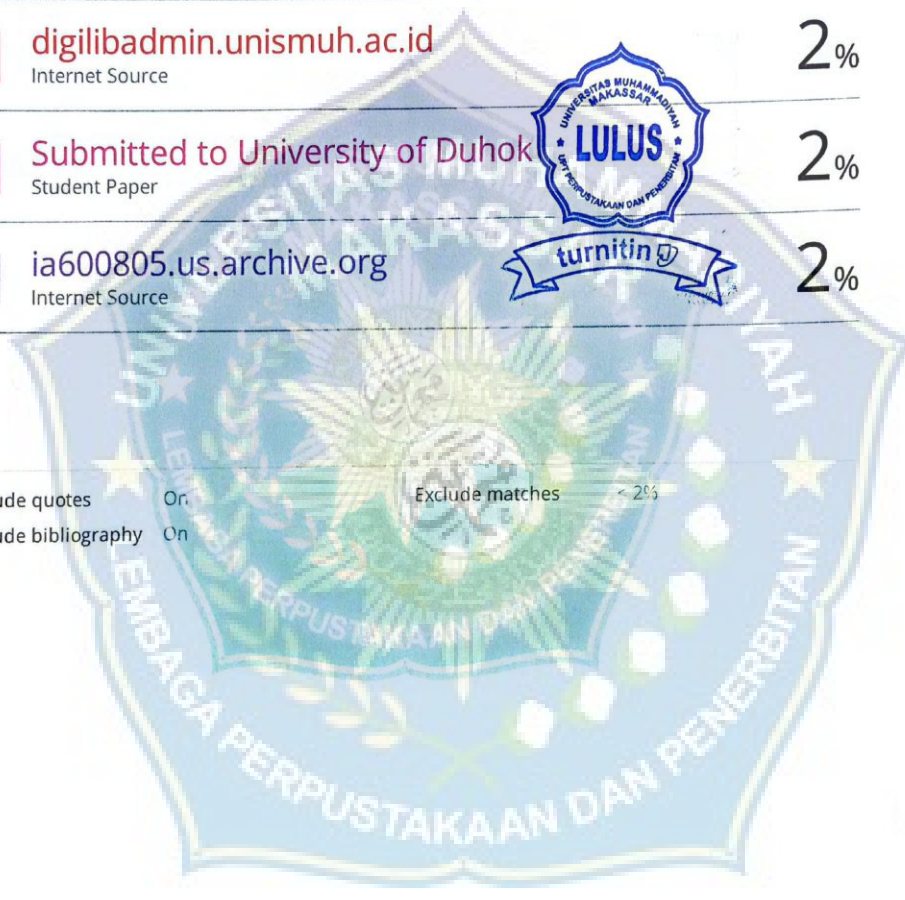 digilibadmin.unismuh.ac.id
2%
Internet Source
Submitted to University of Duhok
2%
Student Paper
UNIVERSITAS MUHAMMADIYAH
MAKASSAR
LULUS
UPT PERPUSTAKAAN DAN PENERBITAN
turnitin
ia600805.us.archive.org
2%
Internet Source
ude quotes On
Exclude matches < 2%
ude bibliography On
UNIVERSITAS MUHAMMADIYAH
MAKASSAR
LEMBAGA PERPUSTAKAAN DAN PENERBITAN
LEMBAGA PERPUSTAKAAN DAN PENERBITAN